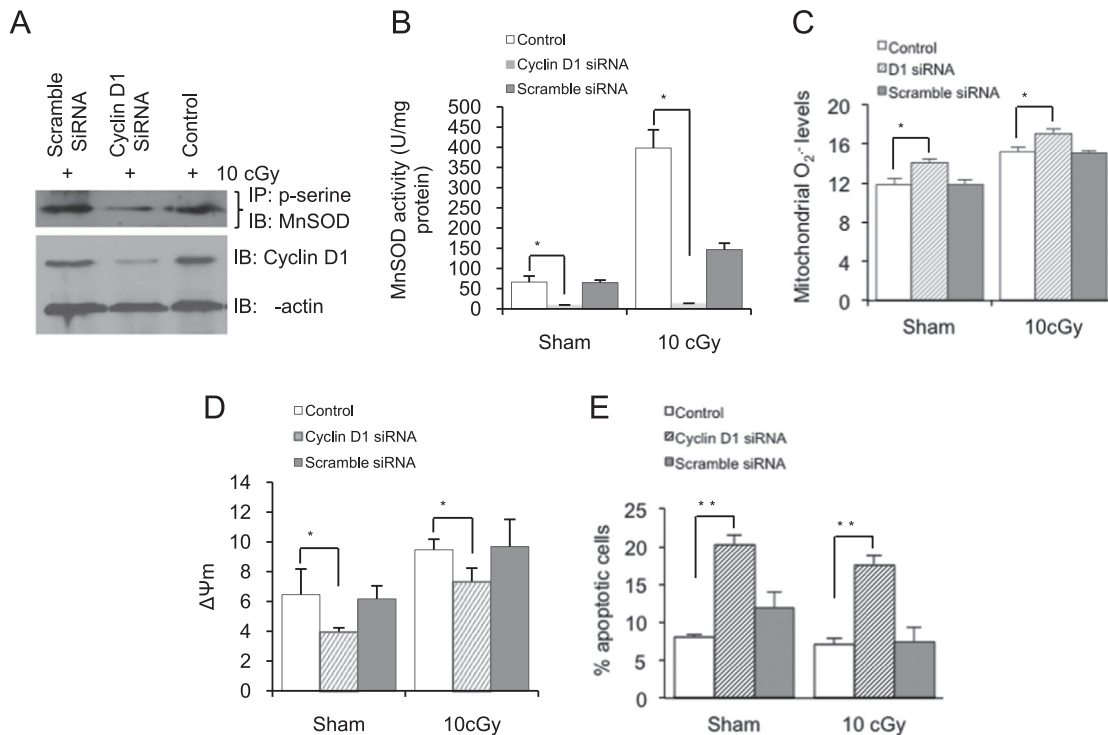 A
Scramble
SiRNA
Cyclin D1
SiRNA
Control
+ + + 10 cGy
IP: p-serine
IB: MnSOD
IB: Cyclin D1
IB: -actin
B
Control
Cyclin D1 siRNA
Scramble siRNA
MnSOD activity (U/mg
protein)
500
450
400
350
300
250
200
150
100
50
0
*
*
Sham
10 cGy
C
Control
D1 siRNA
Scramble siRNA
Mitochondrial O₂·⁻ levels
20
16
12
8
4
0
*
*
Sham
10cGy
D
Control
Cyclin D1 siRNA
Scramble siRNA
ΔΨm
14
12
10
8
6
4
2
0
*
*
Sham
10cGy
E
Control
Cyclin D1 siRNA
Scramble siRNA
% apoptotic cells
25
20
15
10
5
0
* *
* *
Sham
10 cGy